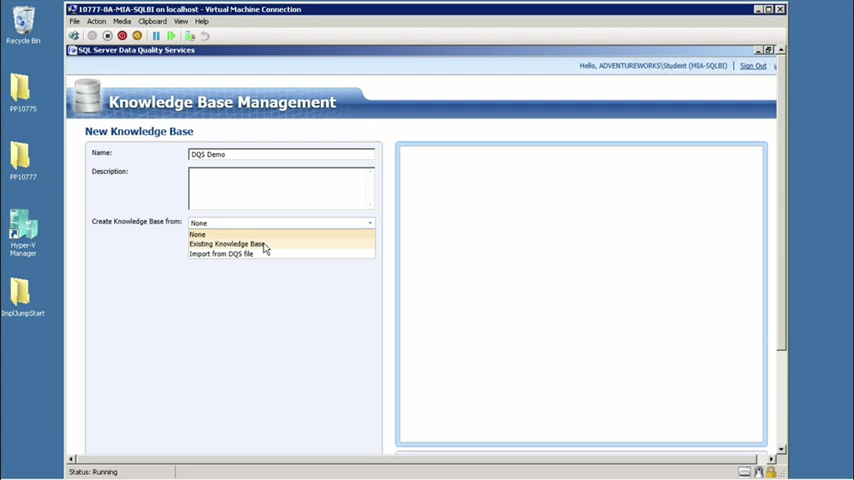 10777-8A-MIA-SQLBI on localhost - Virtual Machine Connection
File Action Media Clipboard View Help
SQL Server Data Quality Services
Hello, ADVENTUREWORKS\Student (MIA-SQLBI) Sign Out
Knowledge Base Management
New Knowledge Base
Name: DQS Demo
Description:
Create Knowledge Base from: None
None
Existing Knowledge Base
Import from DQS file
Status: Running
Recycle Bin
PP10775
PP10777
Hyper-V
Manager
ImplJumpStart